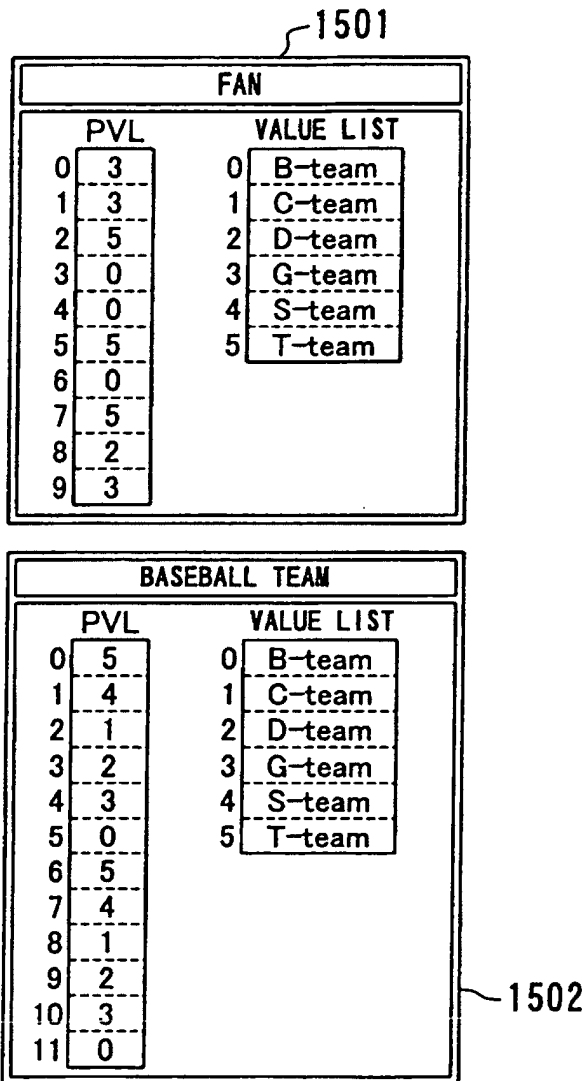 1501
FAN
PVL VALUE LIST
0 3 0 B-team
1 3 1 C-team
2 5 2 D-team
3 0 3 G-team
4 0 4 S-team
5 5 5 T-team
6 0
7 5
8 2
9 3
BASEBALL TEAM
PVL VALUE LIST
0 5 0 B-team
1 4 1 C-team
2 1 2 D-team
3 2 3 G-team
4 3 4 S-team
5 0 5 T-team
6 5
7 4
8 1
9 2
10 3
11 0
1502